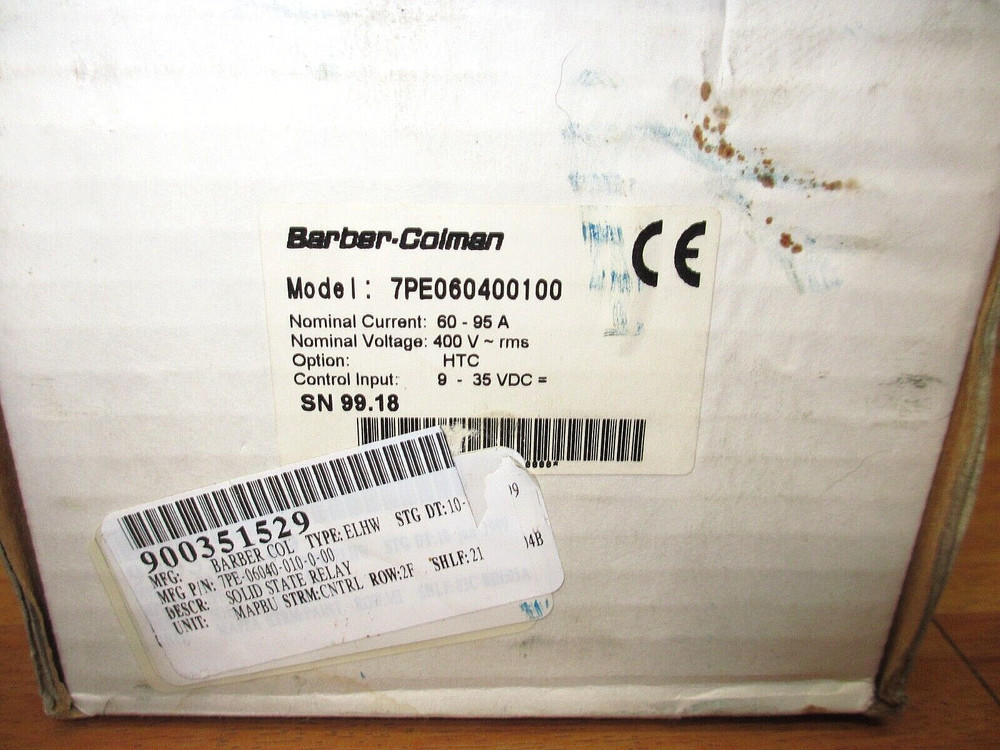 Barber-Colman
CE
Model: 7PE060400100
Nominal Current: 60 - 95 A
Nominal Voltage: 400 V ~ rms
Option: HTC
Control Input: 9 - 35 VDC =
SN 99.18
900351529
MFG: BARBER COL TYPE: ELHW STG DT: 10-
MFG P/N: 7PE-06040-010-0-00
DESCR: SOLID STATE RELAY
UNIT: MAPBU STRM:CNTRL ROW:2F SHLF: 21